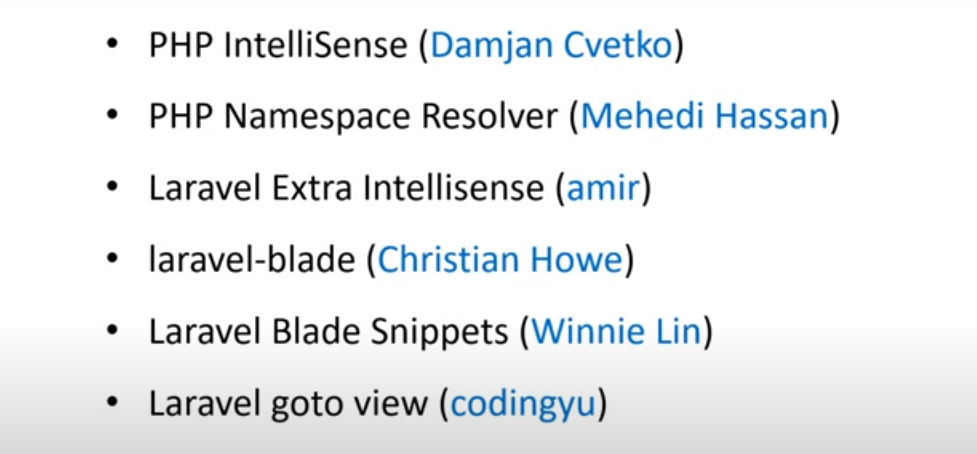 • PHP IntelliSense (Damjan Cvetko)
• PHP Namespace Resolver (Mehedi Hassan)
• Laravel Extra Intellisense (amir)
• laravel-blade (Christian Howe)
• Laravel Blade Snippets (Winnie Lin)
• Laravel goto view (codingyu)